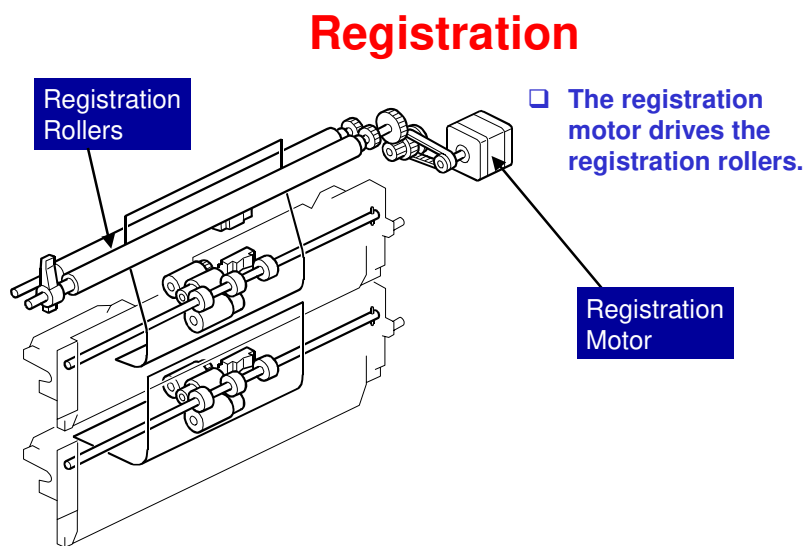 Registration
Registration
Rollers
❑ The registration
motor drives the
registration rollers.
Registration
Motor